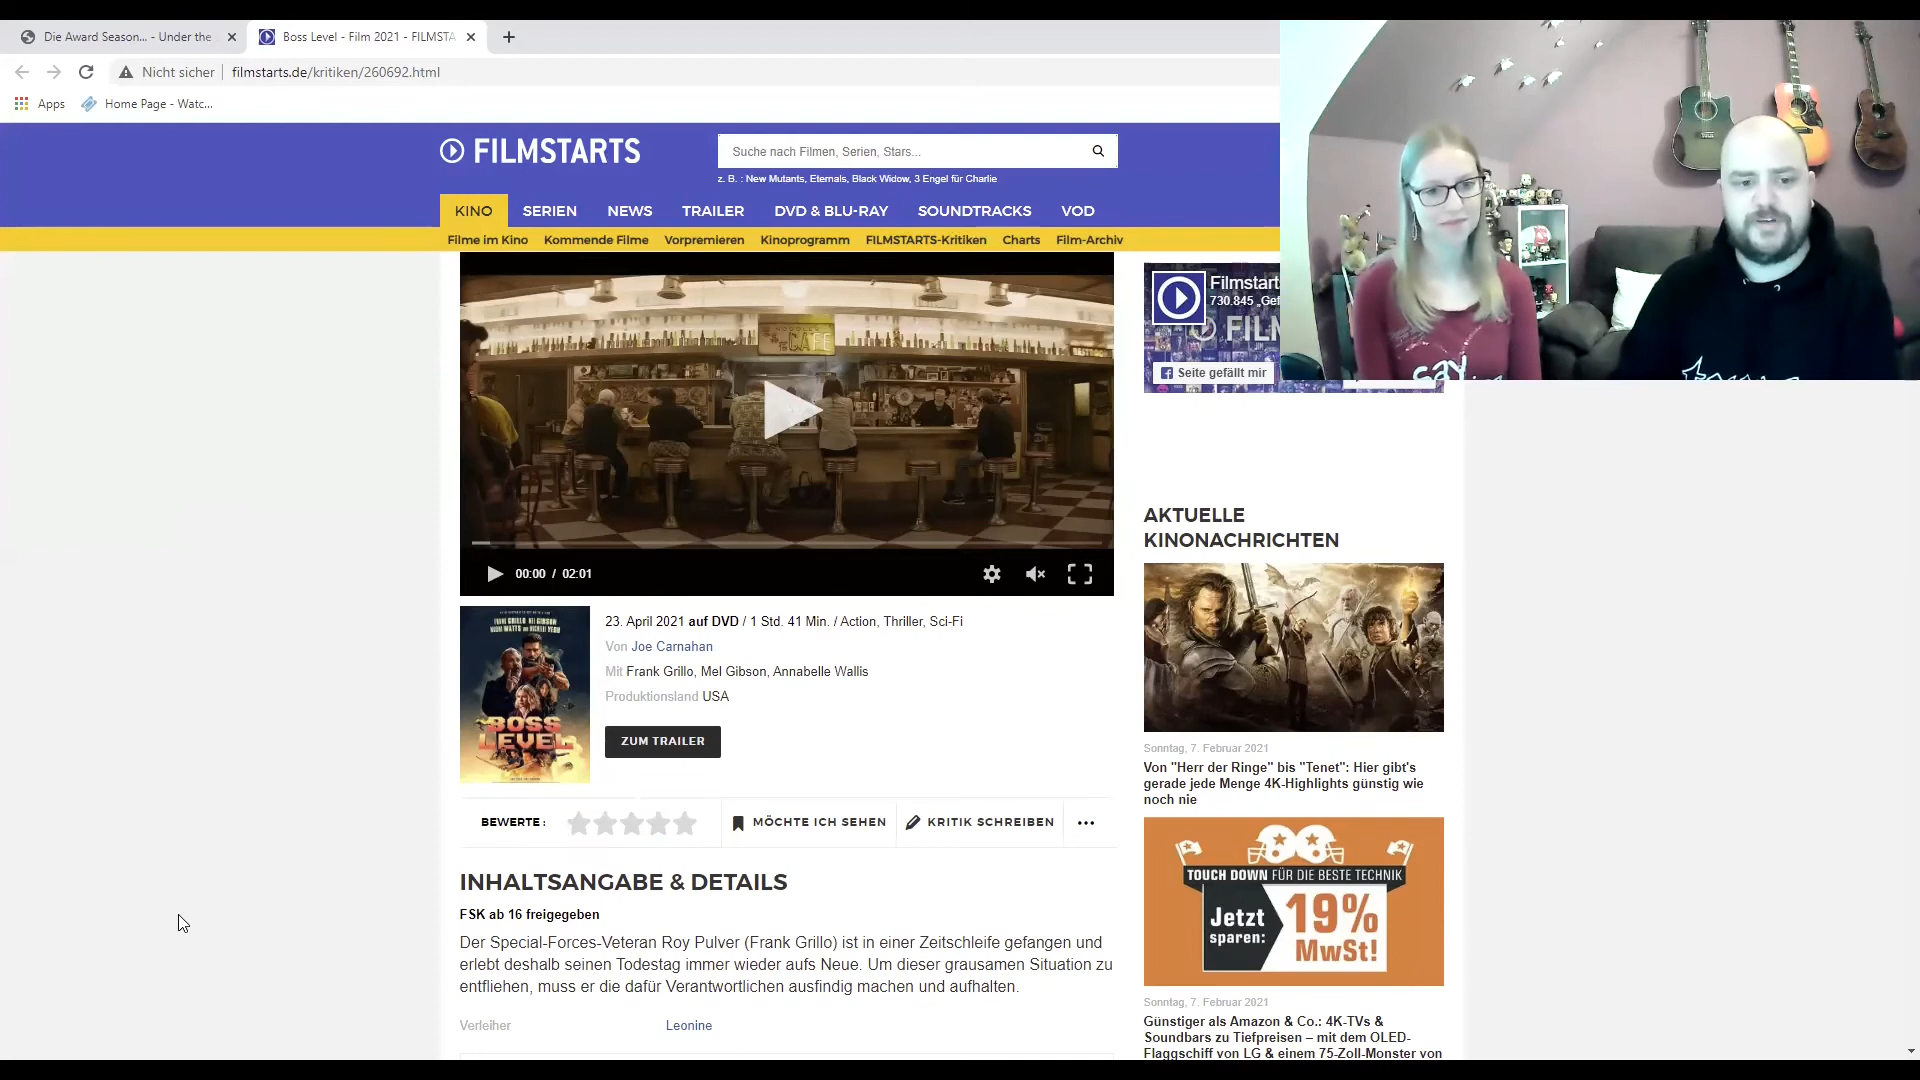 Die Award Season... - Under the
Boss Level - Film 2021 - FILMSTA
Nicht sicher
filmstarts.de/kritiken/260692.html
Apps
Home Page - Watc...
FILMSTARTS
Suche nach Filmen, Serien, Stars...
z. B. : New Mutants, Eternals, Black Widow, 3 Engel für Charlie
KINO SERIEN NEWS TRAILER DVD & BLU-RAY SOUNDTRACKS VOD
Filme im Kino Kommende Filme Vorpremieren Kinoprogramm FILMSTARTS-Kritiken Charts Film-Archiv
CAFE
00:00 / 02:01
BOSS
LEVEL
23. April 2021 auf DVD / 1 Std. 41 Min. / Action, Thriller, Sci-Fi
Von Joe Carnahan
Mit Frank Grillo, Mel Gibson, Annabelle Wallis
Produktionsland USA
ZUM TRAILER
BEWERTE :
MÖCHTE ICH SEHEN
KRITIK SCHREIBEN
INHALTSANGABE & DETAILS
FSK ab 16 freigegeben
Der Special-Forces-Veteran Roy Pulver (Frank Grillo) ist in einer Zeitschleife gefangen und
erlebt deshalb seinen Todestag immer wieder aufs Neue. Um dieser grausamen Situation zu
entfliehen, muss er die dafür Verantwortlichen ausfindig machen und aufhalten.
Verleiher Leonine
Filmstart
730.845 „Gef
FILM
Seite gefällt mir
say
AKTUELLE
KINONACHRICHTEN
Sonntag, 7. Februar 2021
Von "Herr der Ringe" bis "Tenet": Hier gibt's
gerade jede Menge 4K-Highlights günstig wie
noch nie
TOUCH DOWN FÜR DIE BESTE TECHNIK
Jetzt
sparen:
19%
MwSt!
Sonntag, 7. Februar 2021
Günstiger als Amazon & Co.: 4K-TVs &
Soundbars zu Tiefpreisen – mit dem OLED-
Flaggschiff von LG & einem 75-Zoll-Monster von